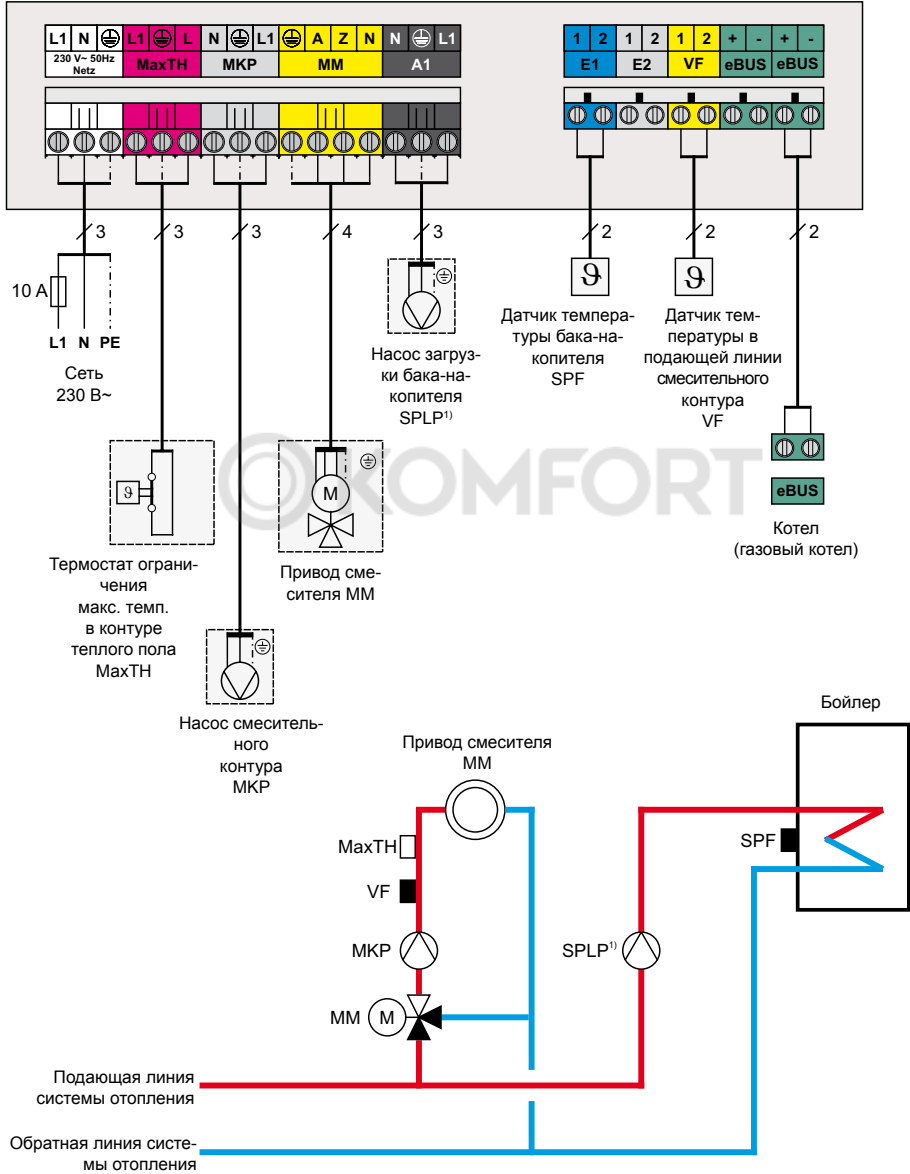 L1 N L1 L N L1 A Z N N L1
230 V~ 50Hz
Netz
MaxTH
MKP
MM
A1
1 2 1 2 1 2 + - + -
E1 E2 VF eBUS eBUS
3
3
3
4
3
2
2
2
10 A
L1 N PE
Сеть
230 В~
Насос загруз-
ки бака-на-
копителя
SPLP1)
ϑ
Датчик темпера-
туры бака-на-
копителя
SPF
ϑ
Датчик тем-
пературы в
подающей линии
смесительного
контура
VF
KOMFORT
eBUS
Котел
(газовый котел)
ϑ
Термостат ограни-
чения
макс. темп.
в контуре
теплого пола
MaxTH
M
Привод сме-
сителя ММ
Насос смеситель-
ного
контура
MKP
Бойлер
Привод смесителя
ММ
MaxTH
SPF
VF
MKP
SPLP1)
MM
M
Подающая линия
системы отопления
Обратная линия систе-
мы отопления